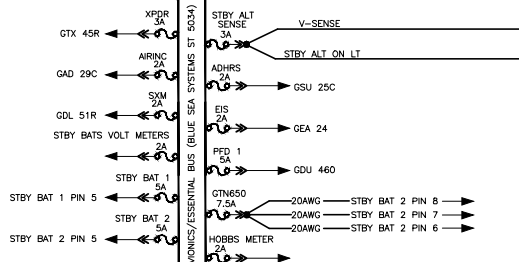 XPDR
3A
GTX 45R
AIRINC
2A
GAD 29C
SXM
2A
GDL 51R
STBY BATS VOLT METERS
2A
STBY BAT 1
5A
STBY BAT 1 PIN 5
STBY BAT 2
5A
STBY BAT 2 PIN 5
VIONICS/ESSENTIAL BUS (BLUE SEA SYSTEMS ST 5034)
STBY ALT
SENSE
3A
V-SENSE
STBY ALT ON LT
ADHRS
2A
GSU 25C
EIS
2A
GEA 24
PFD 1
5A
GDU 460
GTN650
7.5A
20AWG STBY BAT 2 PIN 8
20AWG STBY BAT 2 PIN 7
20AWG STBY BAT 2 PIN 6
HOBBS METER
2A